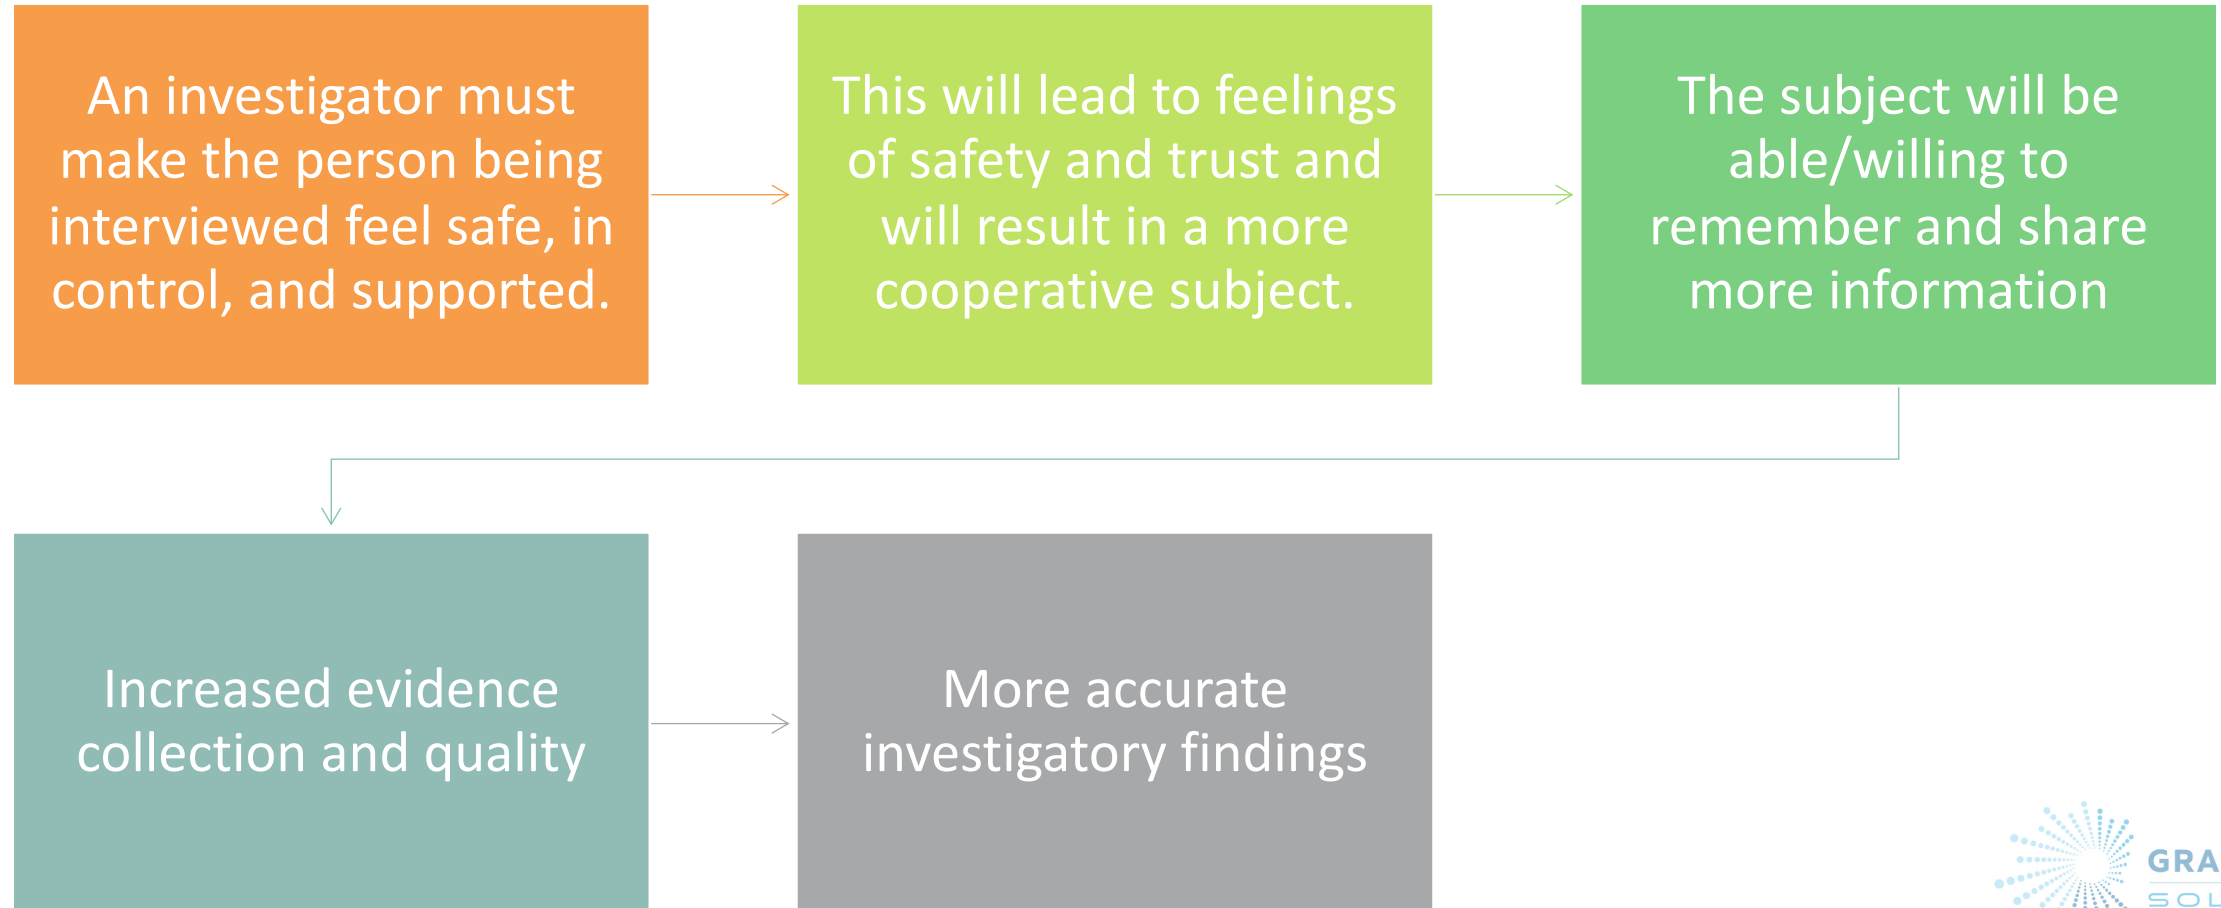 An investigator must
make the person being
interviewed feel safe, in
control, and supported.
This will lead to feelings
of safety and trust and
will result in a more
cooperative subject.
The subject will be
able/willing to
remember and share
more information
Increased evidence
collection and quality
More accurate
investigatory findings
GRA
SOL